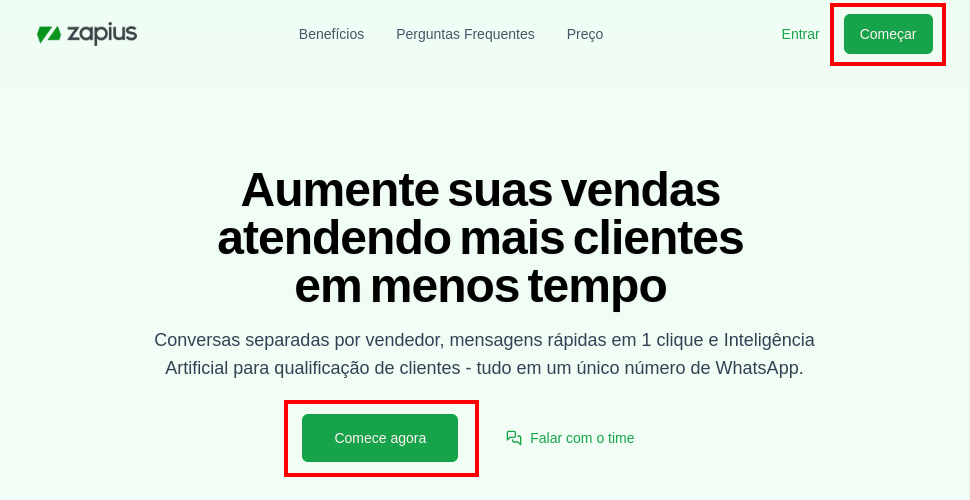 zapius
Benefícios
Perguntas Frequentes
Preço
Entrar
Começar
Aumente suas vendas
atendendo mais clientes
em menos tempo
Conversas separadas por vendedor, mensagens rápidas em 1 clique e Inteligência
Artificial para qualificação de clientes - tudo em um único número de WhatsApp.
Comece agora
Falar com o time